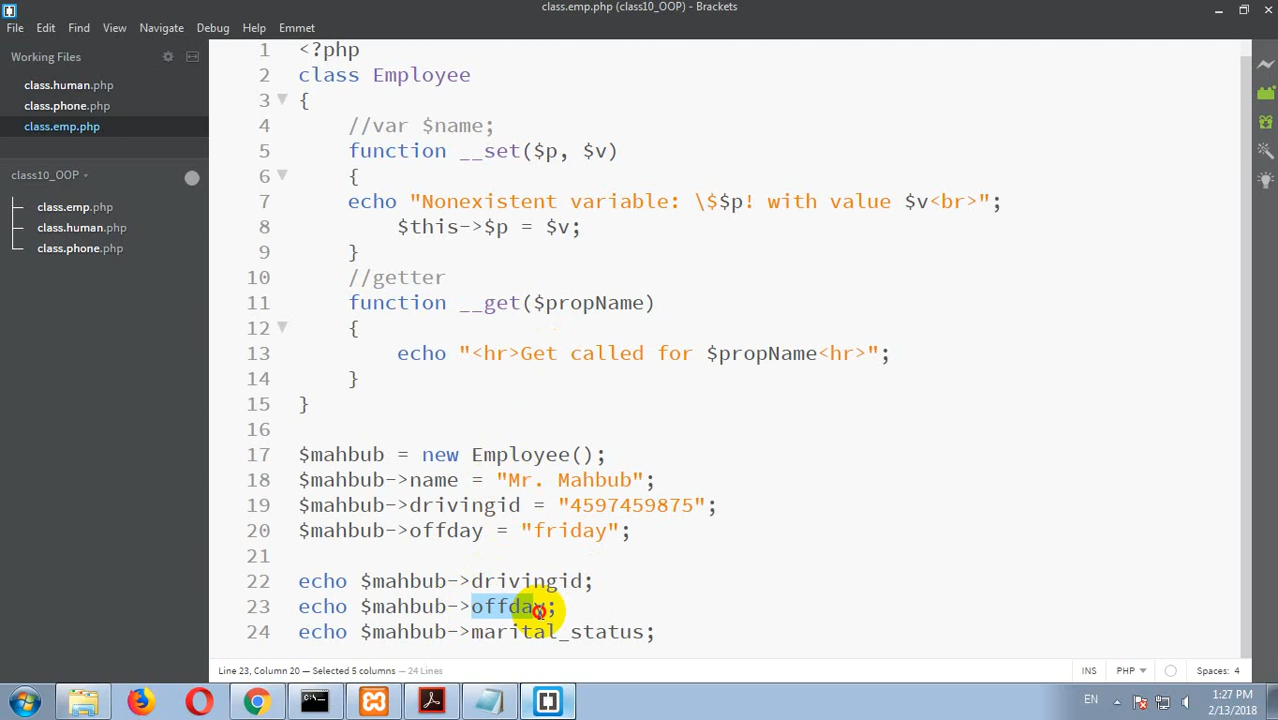 class.emp.php (class10_OOP) - Brackets
File Edit Find View Navigate Debug Help Emmet
Working Files
class.human.php
class.phone.php
class.emp.php
class10_OOP
class.emp.php
class.human.php
class.phone.php
1 <?php
2 class Employee
3 {
4 //var $name;
5 function __set($p, $v)
6 {
7 echo "Nonexistent variable: \$$p! with value $v<br>";
8 $this->$p = $v;
9 }
10 //getter
11 function __get($propName)
12 {
13 echo "<hr>Get called for $propName<hr>";
14 }
15 }
16
17 $mahbub = new Employee();
18 $mahbub->name = "Mr. Mahbub";
19 $mahbub->drivingid = "4597459875";
20 $mahbub->offday = "friday";
21
22 echo $mahbub->drivingid;
23 echo $mahbub->offday;
24 echo $mahbub->marital_status;
Line 23, Column 20 — Selected 5 columns — 24 Lines
INS PHP Spaces: 4
EN 1:27 PM
2/13/2018